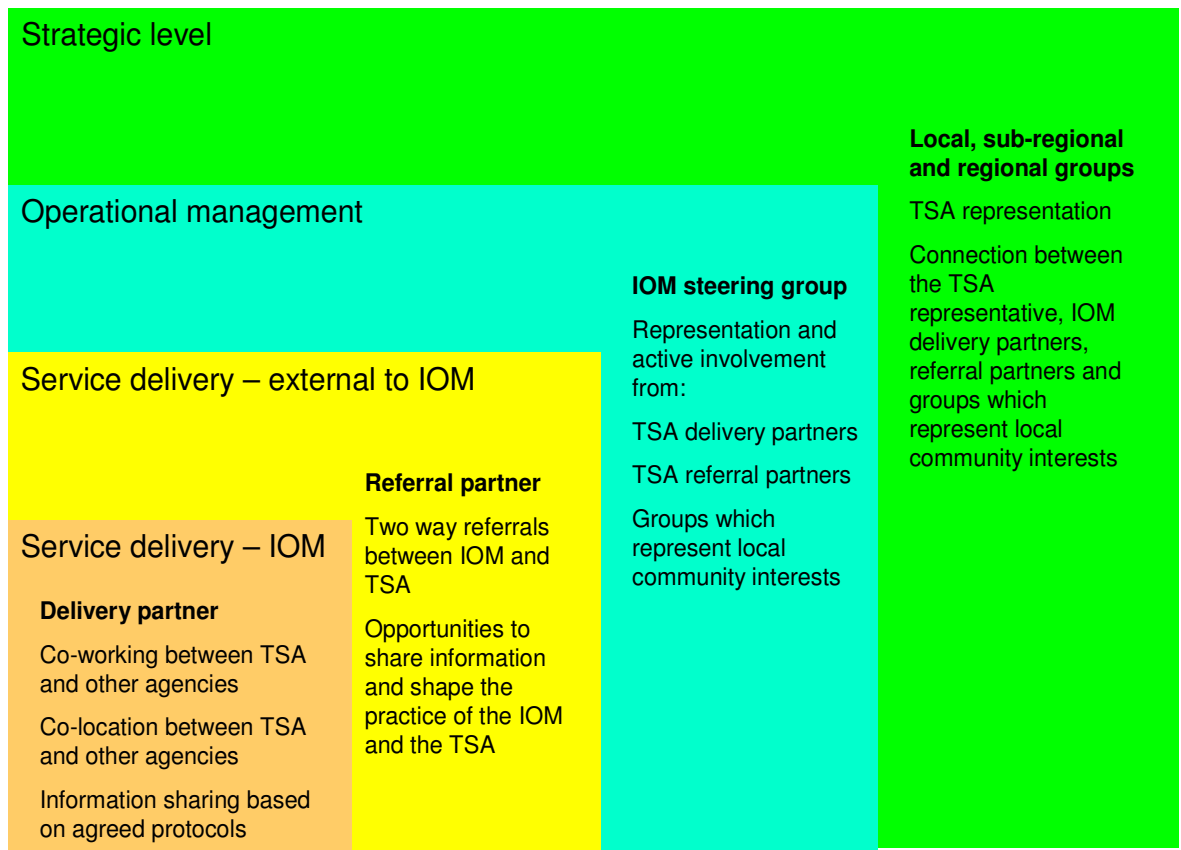 Strategic level
Local, sub-regional
and regional groups
TSA representation
Connection between
the TSA
representative, IOM
delivery partners,
referral partners and
groups which
represent local
community interests
Operational management
IOM steering group
Representation and
active involvement
from:
TSA delivery partners
TSA referral partners
Groups which
represent local
community interests
Service delivery – external to IOM
Referral partner
Two way referrals
between IOM and
TSA
Opportunities to
share information
and shape the
practice of the IOM
and the TSA
Service delivery – IOM
Delivery partner
Co-working between TSA
and other agencies
Co-location between TSA
and other agencies
Information sharing based
on agreed protocols